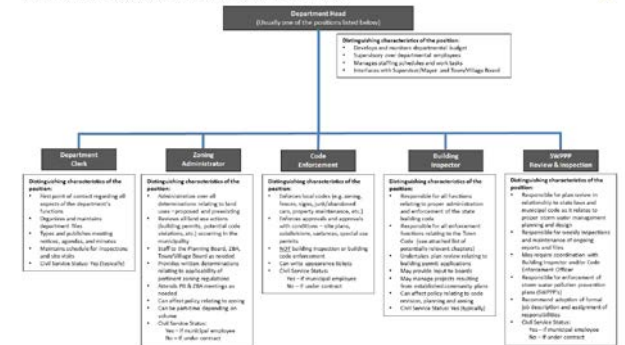 Department Head
(Usually one of the positions listed below)
Distinguishing characteristics of the position:
• Develops and monitors departmental budget
• Supervisory over departmental employees
• Manages staffing schedules and work tasks
• Interfaces with Supervisor/Mayor and Town/Village Board
Department
Clerk
Distinguishing characteristics of the
position:
• First point of contact regarding all
aspects of the department's
functions
• Organizes and maintains
department files
• Types and publishes meeting
notices, agendas, and minutes
• Maintains schedule for inspections
and site visits
• Civil Service Status: Yes (typically)
Zoning
Administrator
Distinguishing characteristics of the
position:
• Administration over all
determinations relating to land
uses - proposed and preexisting
• Reviews all land use actions
(building permits, potential code
violations, etc.) occurring in the
municipality
• Staff to the Planning Board, ZBA,
Town/Village Board as needed
• Provides written determinations
relating to applicability of
pertinent zoning regulations
• Attends PB & ZBA meetings as
needed
• Can affect policy relating to zoning
• Can be part-time depending on
volume
• Civil Service Status:
Yes – if municipal employee
No – if under contract
Code
Enforcement
Distinguishing characteristics of the
position:
• Enforces local codes (e.g. zoning,
fences, signs, junk/abandoned
cars, property maintenance, etc.)
• Enforces approvals and approvals
with conditions – site plans,
subdivisions, variances, special use
permits
• NOT building inspection or building
code enforcement
• Can write appearance tickets
• Civil Service Status:
Yes – if municipal employee
No – if under contract
Building
Inspector
Distinguishing characteristics of the
position:
• Responsible for all functions
relating to proper administration
and enforcement of the state
building code
• Responsible for all enforcement
functions relating to the Town
Code (see attached list of
potentially relevant chapters)
• Undertakes plan review relating to
building permit applications
• May provide input to boards
• May manage projects resulting
from established community plans
• Can affect policy relating to code
revision, planning and zoning
• Civil Service Status: Yes (typically)
SWPPP
Review & Inspection
Distinguishing characteristics of the
position:
• Responsible for plan review in
relationship to state laws and
municipal code as it relates to
proper storm water management
planning and design
• Responsible for weekly inspections
and maintenance of ongoing
reports and files
• May require coordination with
Building Inspector and/or Code
Enforcement Officer
• Responsible for enforcement of
storm water pollution prevention
plans (SWPPP's)
• Recommend adoption of formal
job description and assignment of
responsibilities
• Civil Service Status:
Yes – if municipal employee
No – if under contract